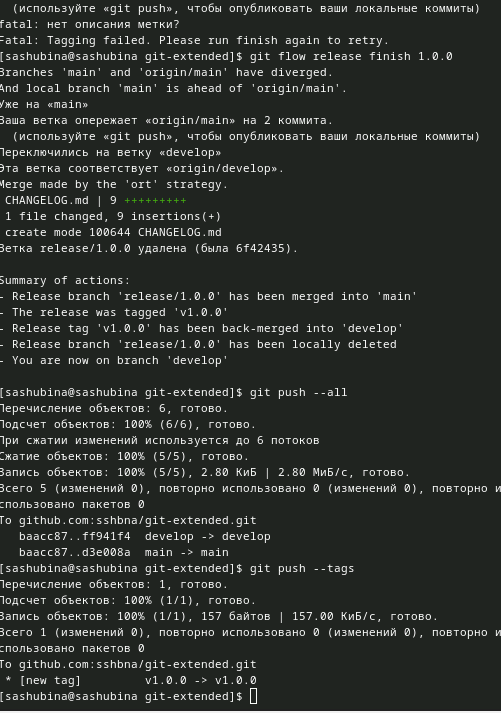 (используйте «git push», чтобы опубликовать ваши локальные коммиты)
fatal: нет описания метки?
Fatal: Tagging failed. Please run finish again to retry.
[sashubina@sashubina git-extended]$ git flow release finish 1.0.0
Branches 'main' and 'origin/main' have diverged.
And local branch 'main' is ahead of 'origin/main'.
Уже на «main»
Ваша ветка опережает «origin/main» на 2 коммита.
(используйте «git push», чтобы опубликовать ваши локальные коммиты)
Переключились на ветку «develop»
Эта ветка соответствует «origin/develop».
Merge made by the 'ort' strategy.
CHANGELOG.md | 9 +++++++++
1 file changed, 9 insertions(+)
create mode 100644 CHANGELOG.md
Ветка release/1.0.0 удалена (была 6f42435).
Summary of actions:
- Release branch 'release/1.0.0' has been merged into 'main'
- The release was tagged 'v1.0.0'
- Release tag 'v1.0.0' has been back-merged into 'develop'
- Release branch 'release/1.0.0' has been locally deleted
- You are now on branch 'develop'
[sashubina@sashubina git-extended]$ git push --all
Перечисление объектов: 6, готово.
Подсчет объектов: 100% (6/6), готово.
При сжатии изменений используется до 6 потоков
Сжатие объектов: 100% (5/5), готово.
Запись объектов: 100% (5/5), 2.80 КиБ | 2.80 МиБ/с, готово.
Всего 5 (изменений 0), повторно использовано 0 (изменений 0), повторно и
спользовано пакетов 0
To github.com:sshbna/git-extended.git
baacc87..ff941f4  develop -> develop
baacc87..d3e008a  main -> main
[sashubina@sashubina git-extended]$ git push --tags
Перечисление объектов: 1, готово.
Подсчет объектов: 100% (1/1), готово.
Запись объектов: 100% (1/1), 157 байтов | 157.00 КиБ/с, готово.
Всего 1 (изменений 0), повторно использовано 0 (изменений 0), повторно и
спользовано пакетов 0
To github.com:sshbna/git-extended.git
* [new tag]         v1.0.0 -> v1.0.0
[sashubina@sashubina git-extended]$